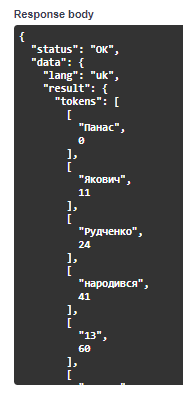 Response body
{
"status": "OK",
"data": {
"lang": "uk",
"result": {
"tokens": [
[
"Панас",
0
],
[
"Якович",
11
],
[
"Рудченко",
24
],
[
"народився",
41
],
[
"13",
60
],
[